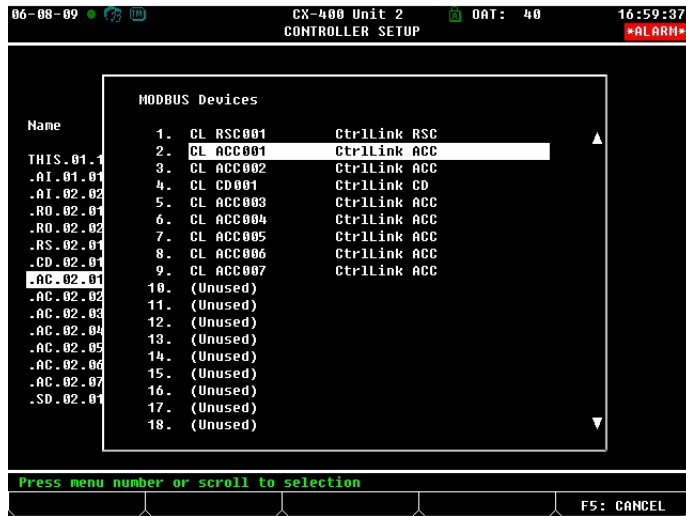 06-08-09 TM CX-400 Unit 2 A OAT: 40 16:59:37
CONTROLLER SETUP *ALARM*
MODBUS Devices
Name
1. CL RSC001 CtrlLink RSC
2. CL ACC001 CtrlLink ACC
3. CL ACC002 CtrlLink ACC
4. CL CD001 CtrlLink CD
5. CL ACC003 CtrlLink ACC
6. CL ACC004 CtrlLink ACC
7. CL ACC005 CtrlLink ACC
8. CL ACC006 CtrlLink ACC
9. CL ACC007 CtrlLink ACC
10. (Unused)
11. (Unused)
12. (Unused)
13. (Unused)
14. (Unused)
15. (Unused)
16. (Unused)
17. (Unused)
18. (Unused)
THIS.01.1
.AI.01.01
.AI.02.02
.RO.02.01
.RO.02.02
.RS.02.01
.CD.02.01
.AC.02.01
.AC.02.02
.AC.02.03
.AC.02.04
.AC.02.05
.AC.02.06
.AC.02.07
.SD.02.01
Press menu number or scroll to selection
F5: CANCEL